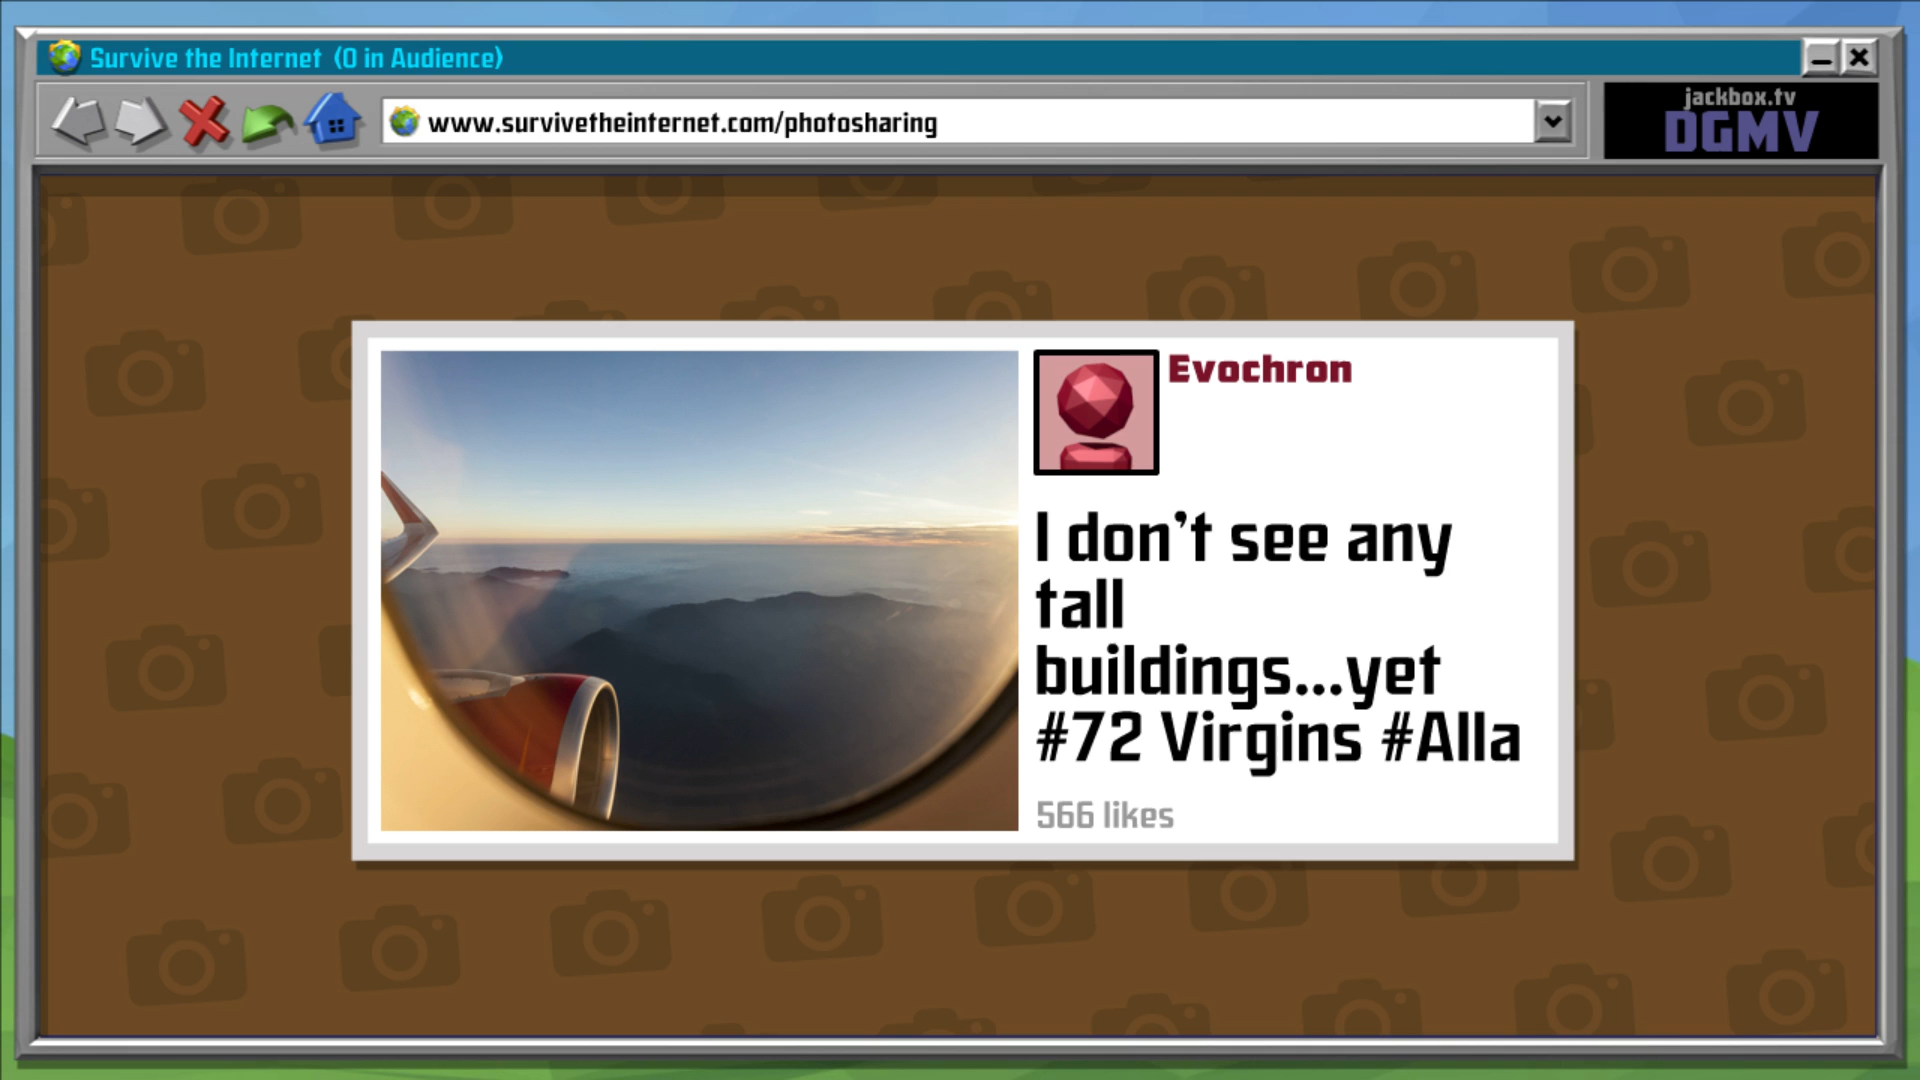 Survive the Internet (0 in Audience)
www.survivetheinternet.com/photosharing
jackbox.tv
DGMV
Evochron
I don't see any
tall
buildings...yet
#72 Virgins #Alla
566 likes